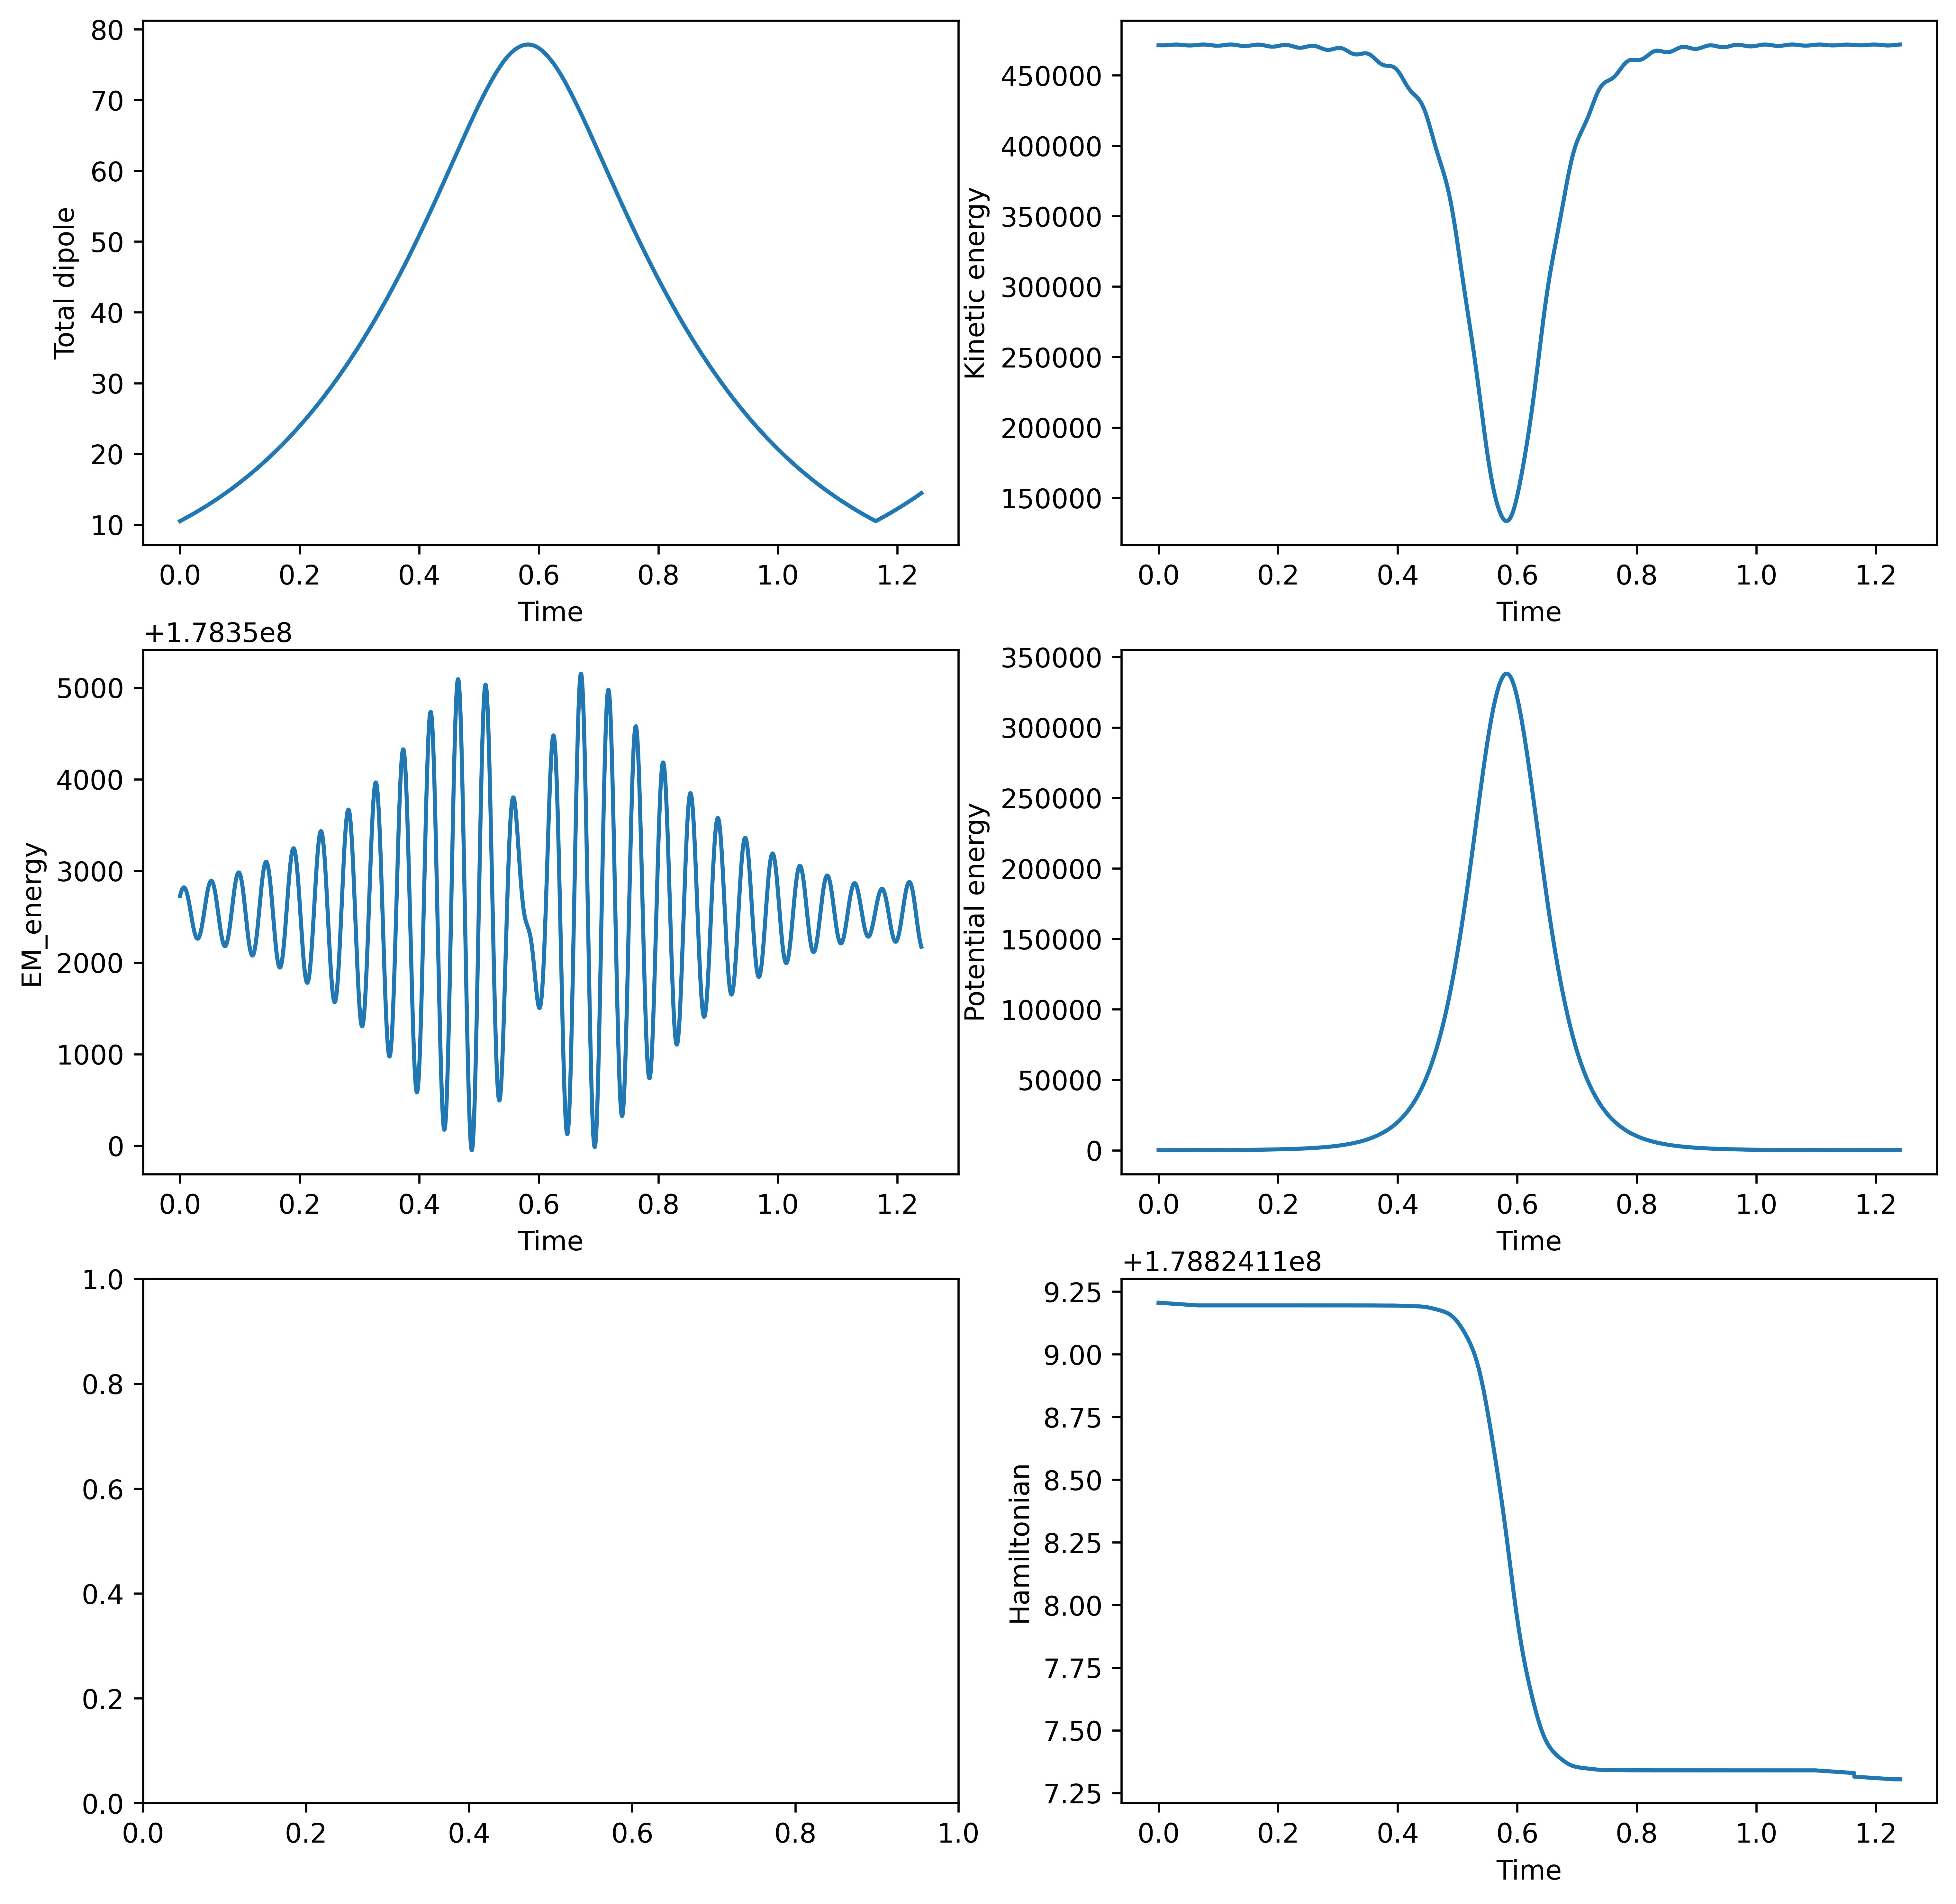 80
70
60
50
40
30
20
10
Total dipole
0.0 0.2 0.4 0.6 0.8 1.0 1.2
Time
450000
400000
350000
300000
250000
200000
150000
Kinetic energy
0.0 0.2 0.4 0.6 0.8 1.0 1.2
Time
+1.7835e8
5000
4000
3000
2000
1000
0
EM_energy
0.0 0.2 0.4 0.6 0.8 1.0 1.2
Time
350000
300000
250000
200000
150000
100000
50000
0
Potential energy
0.0 0.2 0.4 0.6 0.8 1.0 1.2
Time
1.0
0.8
0.6
0.4
0.2
0.0
0.0 0.2 0.4 0.6 0.8 1.0
+1.7882411e8
9.25
9.00
8.75
8.50
8.25
8.00
7.75
7.50
7.25
Hamiltonian
0.0 0.2 0.4 0.6 0.8 1.0 1.2
Time